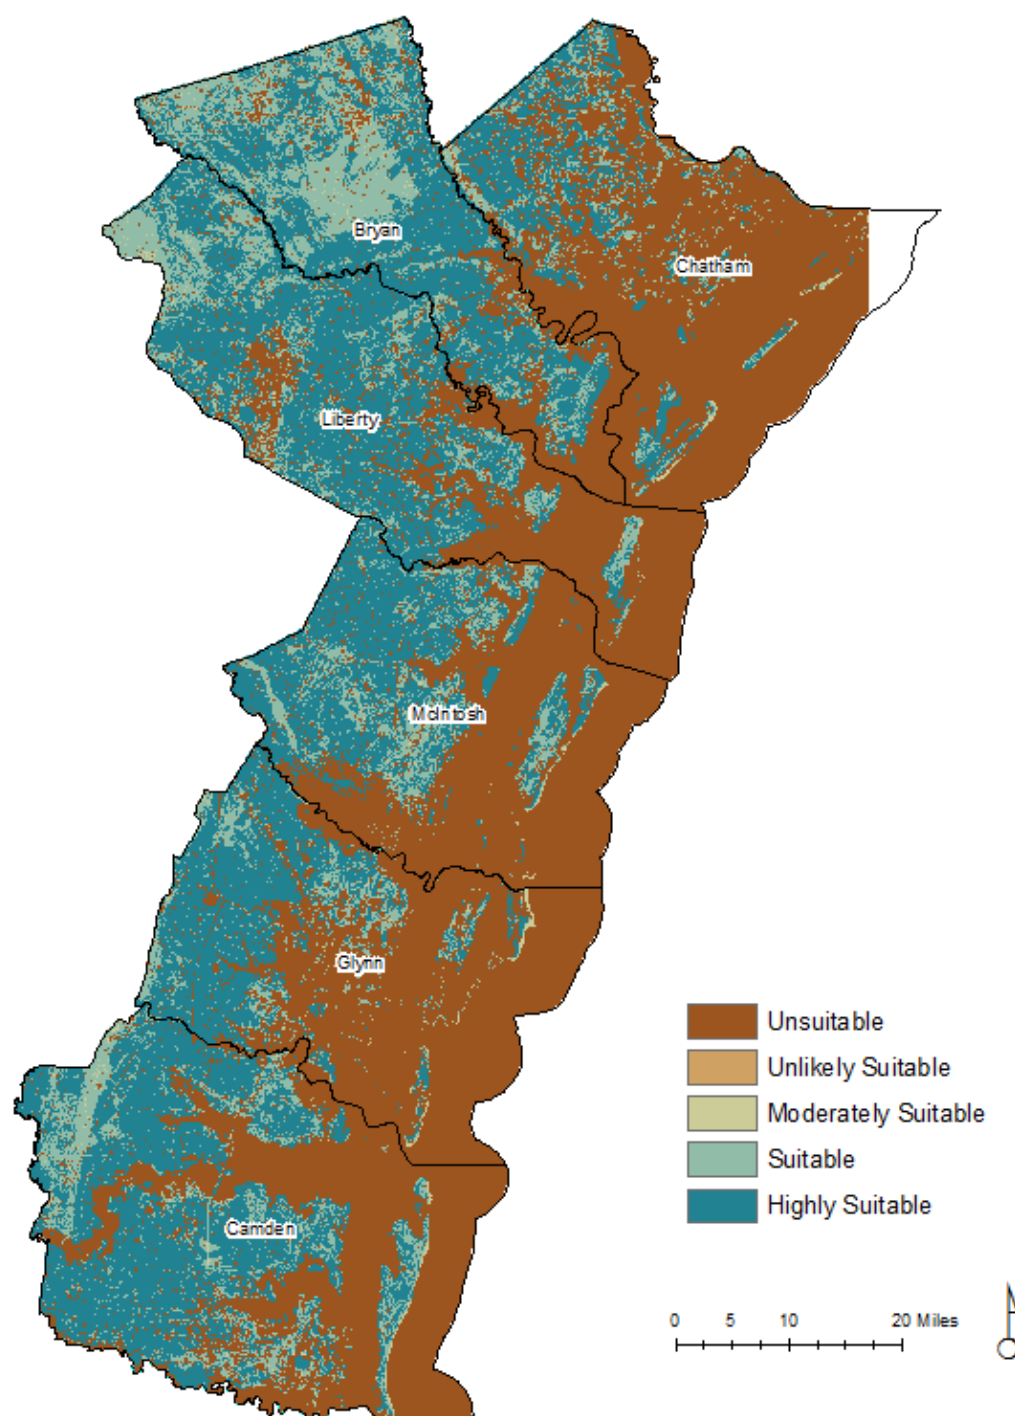 Bryan
Chatham
Liberty
McIntosh
Glynn
Camden
Unsuitable
Unlikely Suitable
Moderately Suitable
Suitable
Highly Suitable
0 5 10 20 Miles